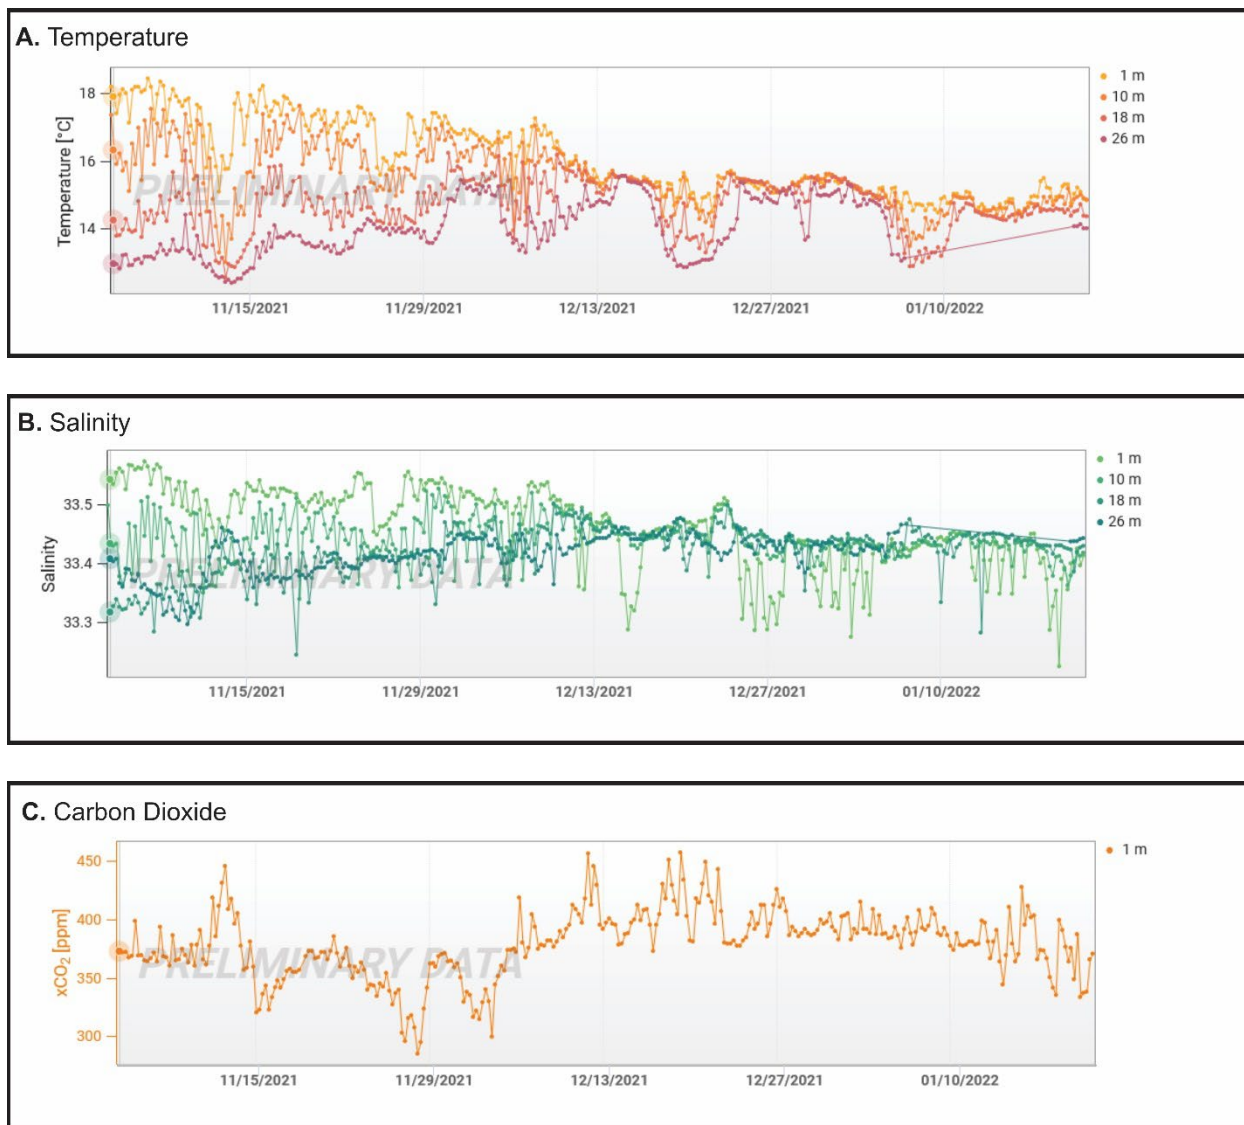 A. Temperature
Temperature [°C]
18
16
14
PRELIMINARY DATA
11/15/2021 11/29/2021 12/13/2021 12/27/2021 01/10/2022
1 m
10 m
18 m
26 m
B. Salinity
Salinity
33.5
33.4
33.3
PRELIMINARY DATA
11/15/2021 11/29/2021 12/13/2021 12/27/2021 01/10/2022
1 m
10 m
18 m
26 m
C. Carbon Dioxide
xCO₂ [ppm]
450
400
350
300
PRELIMINARY DATA
11/15/2021 11/29/2021 12/13/2021 12/27/2021 01/10/2022
1 m